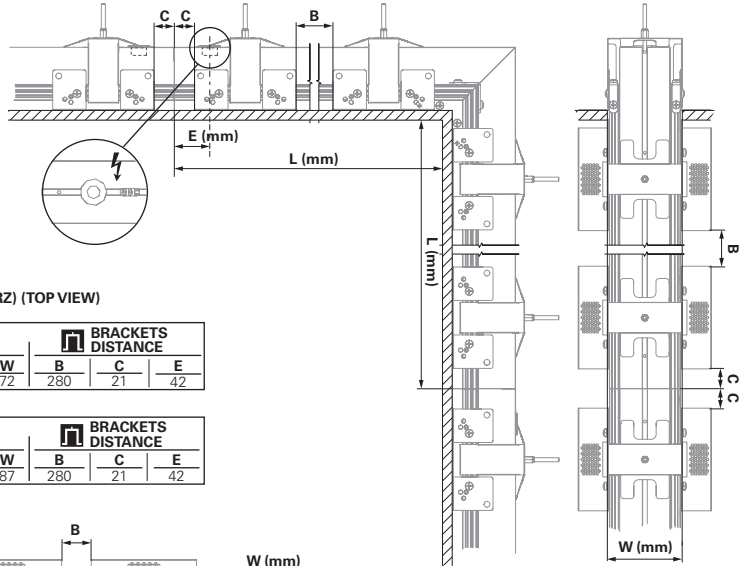 C C B
E (mm)
L (mm)
L (mm)
B
RZ) (TOP VIEW)
BRACKETS
DISTANCE
W B C E
72 280 21 42
C
C
BRACKETS
DISTANCE
W B C E
87 280 21 42
B
W (mm)
W (mm)